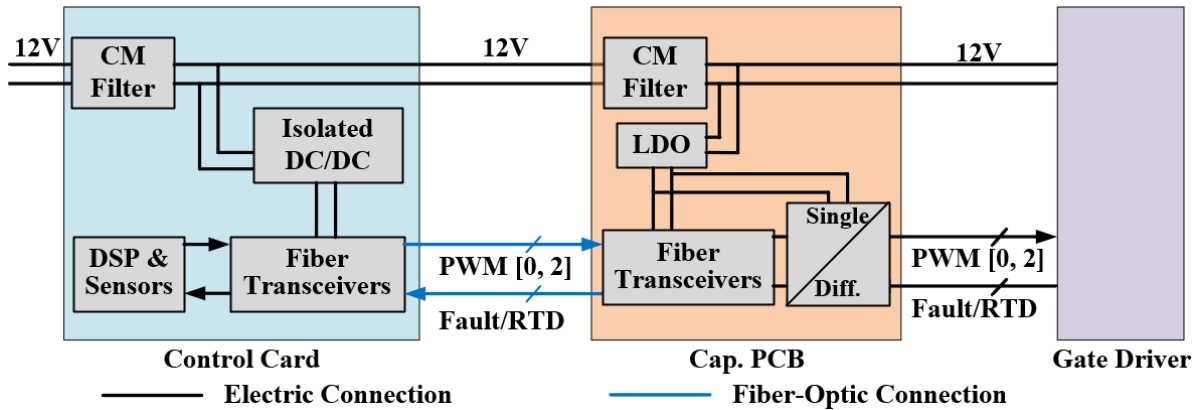 12V
CM
Filter
12V
CM
Filter
12V
Isolated
DC/DC
LDO
DSP &
Sensors
Fiber
Transceivers
PWM [0, 2]
Fault/RTD
Fiber
Transceivers
Single
Diff.
PWM [0, 2]
Fault/RTD
Control Card
Cap. PCB
Gate Driver
Electric Connection
Fiber-Optic Connection